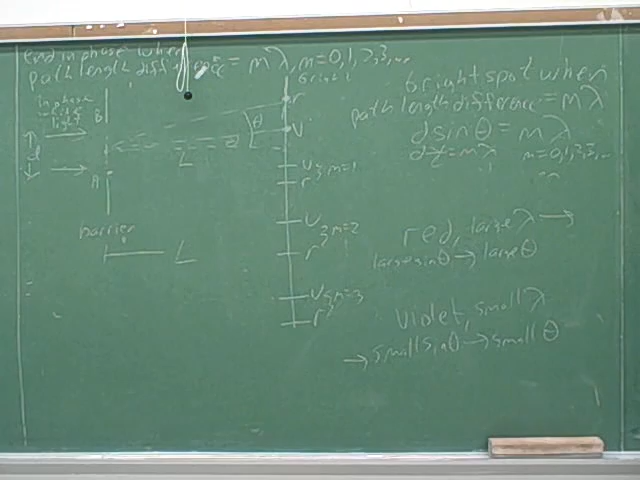 end in phase when
path length difference = mλ, m=0,1,2,3,...
bright
in phase
light
B
d
A
θ
L
r
v
v
r } m=1
v
r } m=2
v
r } m=3
barrier
L
bright spot when
path length difference = mλ
d sin θ = mλ
m=0,1,2,3,...
red, large λ →
large sin θ → large θ
violet, small λ
→ small sin θ → small θ